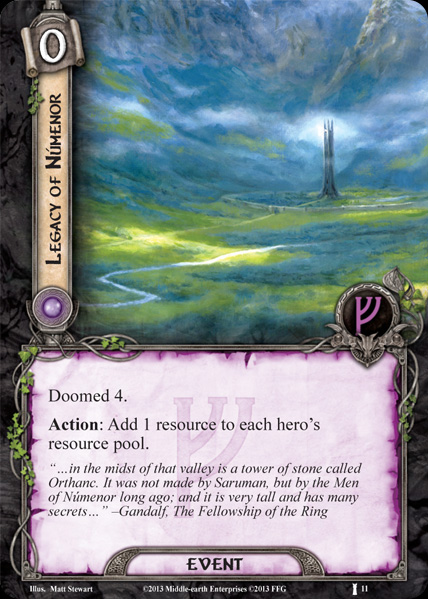 0
LEGACY OF NÚMENOR
Doomed 4.
Action: Add 1 resource to each hero's
resource pool.
“…in the midst of that valley is a tower of stone called
Orthanc. It was not made by Saruman, but by the Men
of Númenor long ago; and it is very tall and has many
secrets…” –Gandalf, The Fellowship of the Ring
EVENT
Illus. Matt Stewart ©2013 Middle-earth Enterprises ©2013 FFG 11